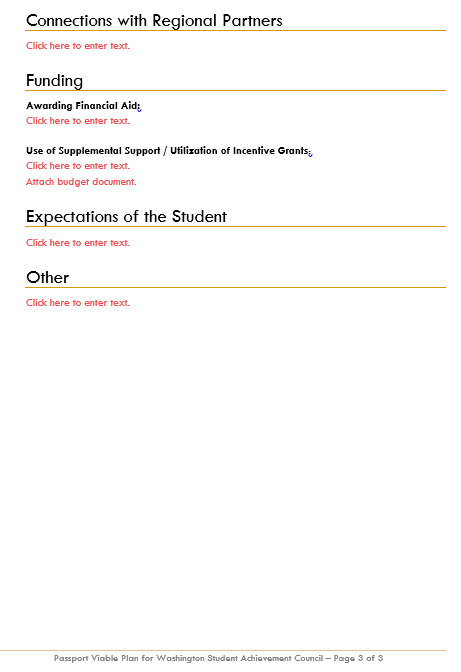 Connections with Regional Partners
Click here to enter text.
Funding
Awarding Financial Aid:
Click here to enter text.
Use of Supplemental Support / Utilization of Incentive Grants:
Click here to enter text.
Attach budget document.
Expectations of the Student
Click here to enter text.
Other
Click here to enter text.
Passport Viable Plan for Washington Student Achievement Council – Page 3 of 3